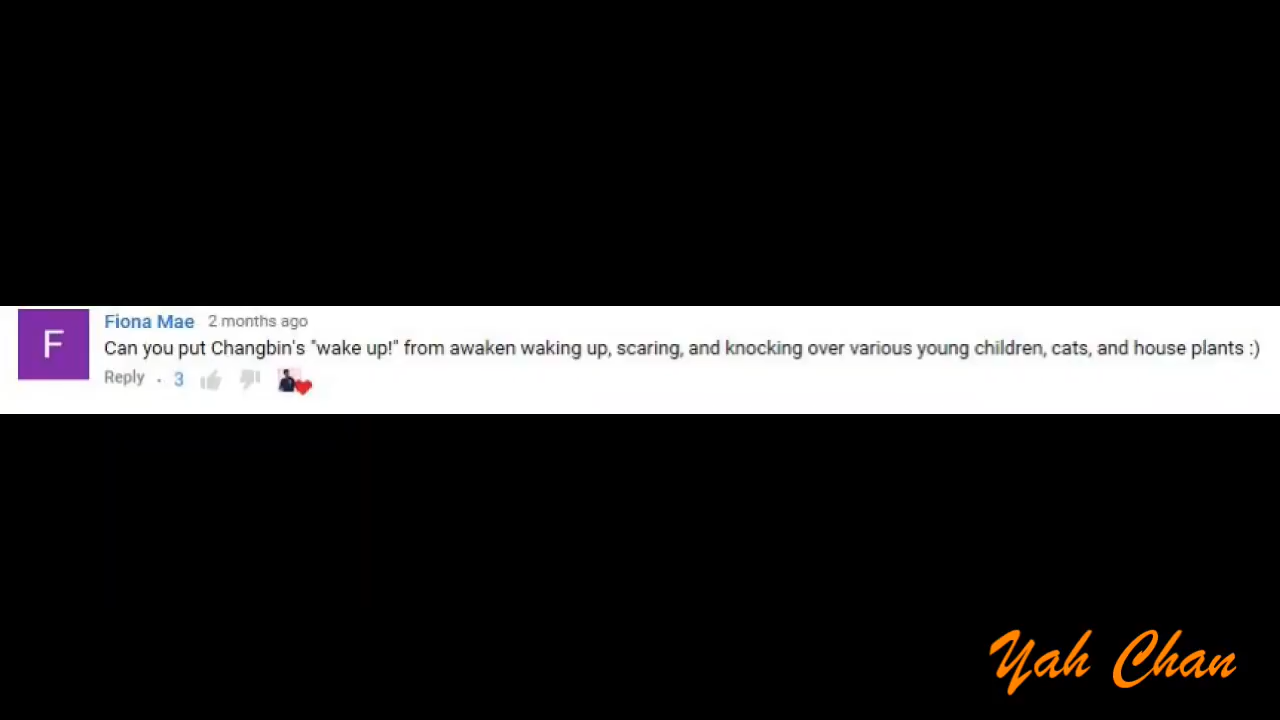 F
Fiona Mae 2 months ago
Can you put Changbin's "wake up!" from awaken waking up, scaring, and knocking over various young children, cats, and house plants :)
Reply . 3
Yah Chan